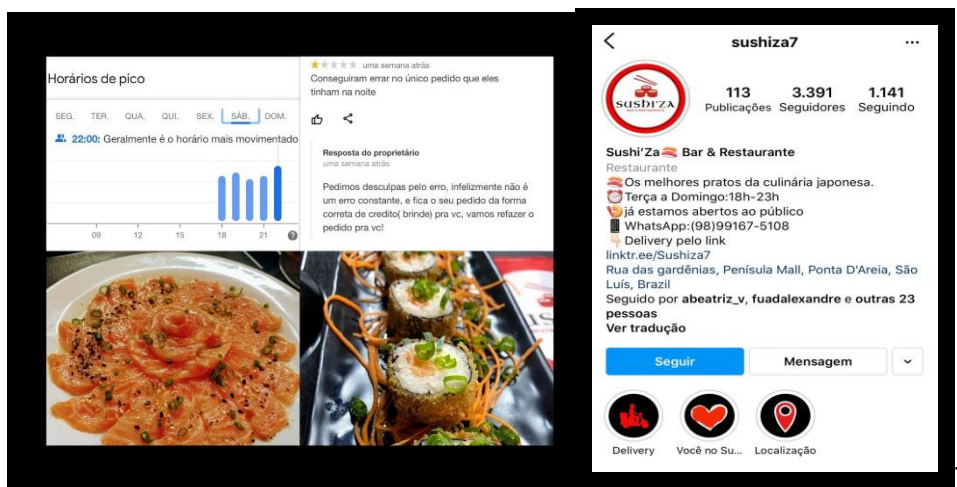 Horários de pico
SEG. TER. QUA. QUI. SEX. SÁB. DOM.
22:00: Geralmente é o horário mais movimentado
09 12 15 18 21
uma semana atrás
Conseguiram errar no único pedido que eles
tinham na noite
Resposta do proprietário
uma semana atrás
Pedimos desculpas pelo erro, infelizmente não é
um erro constante, e fica o seu pedido da forma
correta de credito( brinde) pra vc, vamos refazer o
pedido pra vc!
sushiza7
SUSHI'ZA
113 3.391 1.141
Publicações Seguidores Seguindo
Sushi'Za Bar & Restaurante
Restaurante
Os melhores pratos da culinária japonesa.
Terça a Domingo:18h-23h
já estamos abertos ao público
WhatsApp:(98)99167-5108
Delivery pelo link
linktr.ee/Sushiza7
Rua das gardênias, Penísula Mall, Ponta D'Areia, São
Luís, Brazil
Seguido por abeatriz_v, fuadalexandre e outras 23
pessoas
Ver tradução
Seguir Mensagem
Delivery Você no Su... Localização